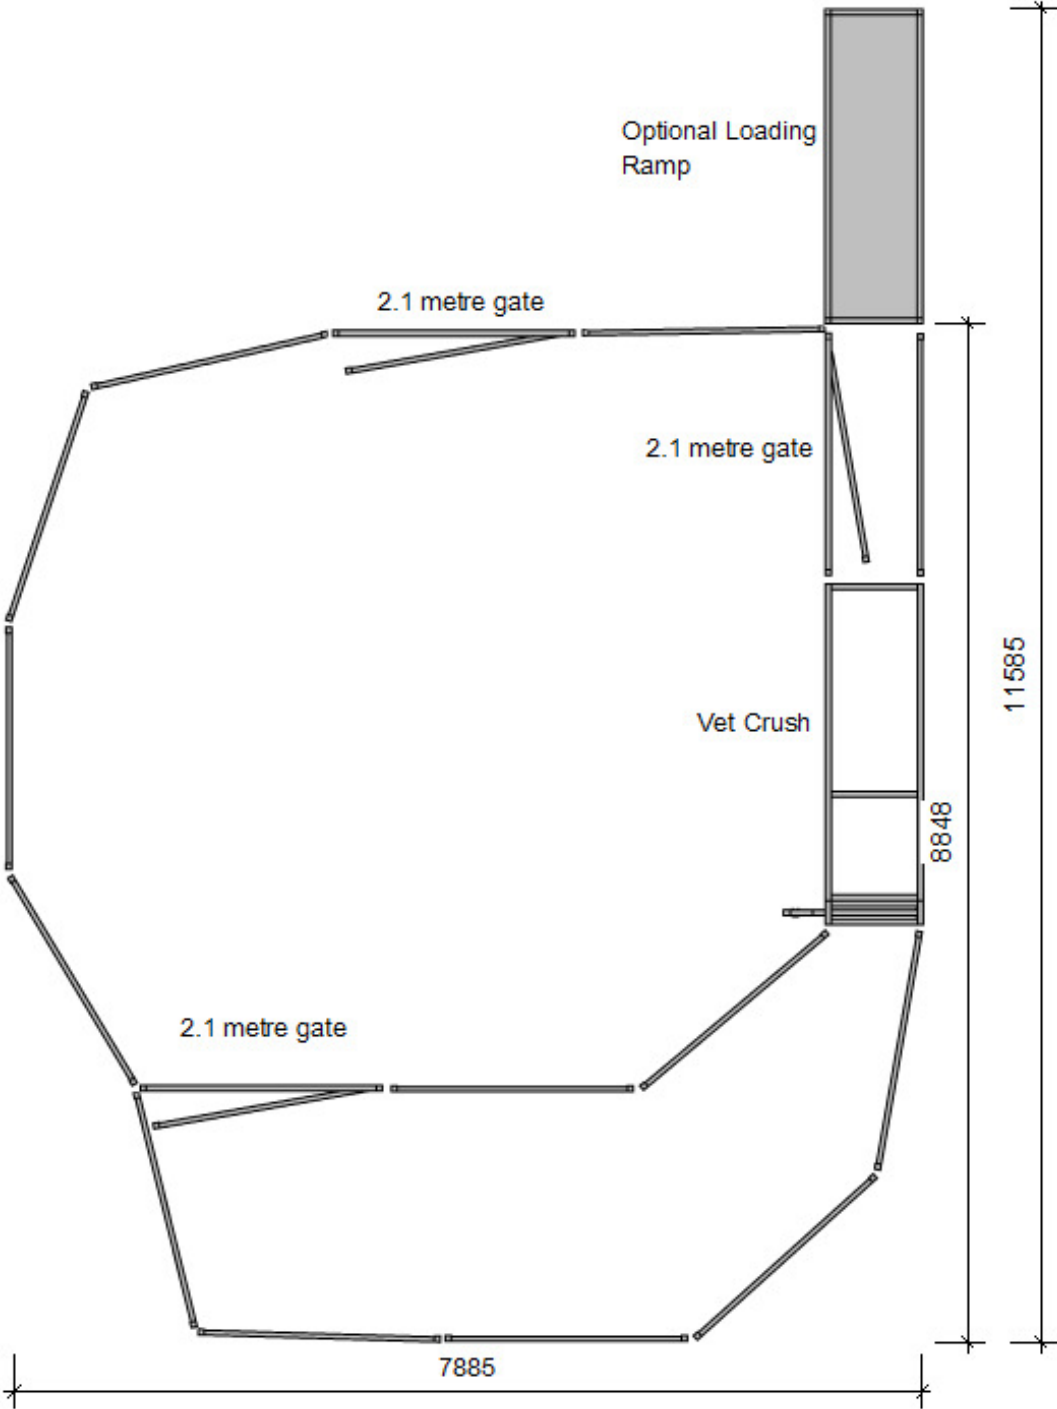 Optional Loading
Ramp
2.1 metre gate
2.1 metre gate
11585
Vet Crush
8848
2.1 metre gate
7885